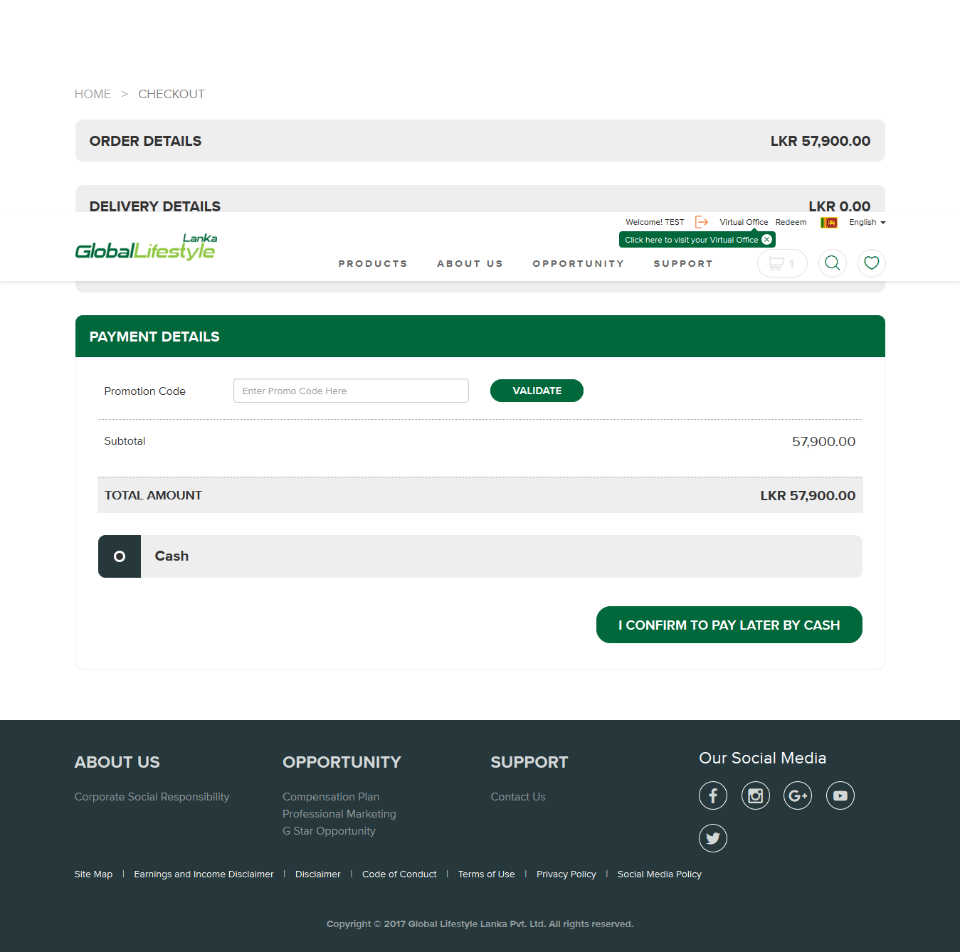 HOME > CHECKOUT
ORDER DETAILS LKR 57,900.00
DELIVERY DETAILS LKR 0.00
Welcome! TEST Virtual Office Redeem English
Click here to visit your Virtual Office
Lanka
GlobalLifestyle
PRODUCTS ABOUT US OPPORTUNITY SUPPORT 1
PAYMENT DETAILS
Promotion Code Enter Promo Code Here VALIDATE
Subtotal 57,900.00
TOTAL AMOUNT LKR 57,900.00
Cash
I CONFIRM TO PAY LATER BY CASH
ABOUT US OPPORTUNITY SUPPORT Our Social Media
Corporate Social Responsibility Compensation Plan Contact Us
Professional Marketing
G Star Opportunity
Site Map | Earnings and Income Disclaimer | Disclaimer | Code of Conduct | Terms of Use | Privacy Policy | Social Media Policy
Copyright © 2017 Global Lifestyle Lanka Pvt. Ltd. All rights reserved.